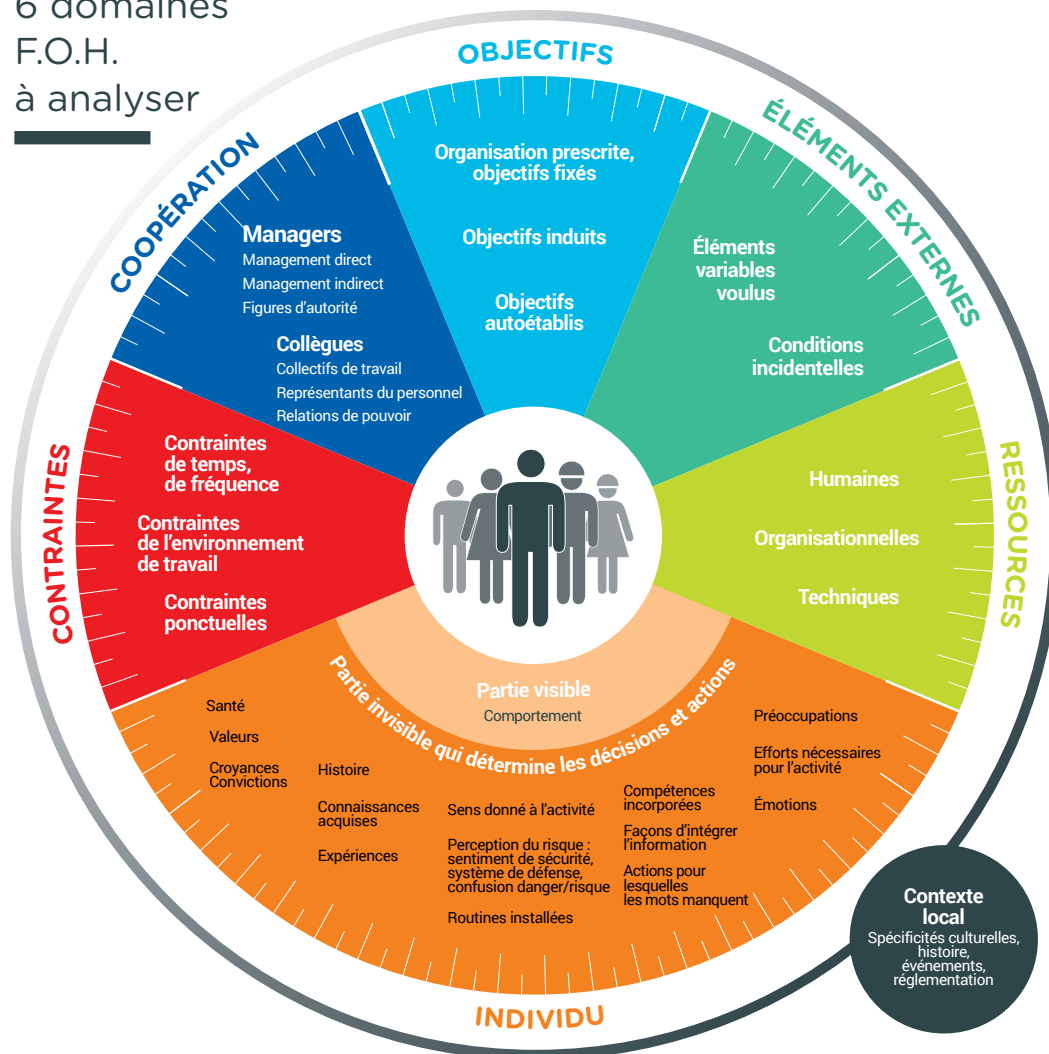 6 domaines
F.O.H.
à analyser
OBJECTIFS
Organisation prescrite,
objectifs fixés
Objectifs induits
Objectifs
autoétablis
ÉLÉMENTS EXTERNES
Éléments
variables
voulus
Conditions
incidentelles
RESSOURCES
Humaines
Organisationnelles
Techniques
COOPÉRATION
Managers
Management direct
Management indirect
Figures d'autorité
Collègues
Collectifs de travail
Représentants du personnel
Relations de pouvoir
CONTRAINTES
Contraintes
de temps,
de fréquence
Contraintes
de l'environnement
de travail
Contraintes
ponctuelles
Partie visible
Comportement
Partie invisible qui détermine les décisions et actions
Santé
Valeurs
Croyances
Convictions
Histoire
Connaissances
acquises
Expériences
Sens donné à l'activité
Perception du risque :
sentiment de sécurité,
système de défense,
confusion danger/risque
Routines installées
Compétences
incorporées
Façons d'intégrer
l'information
Actions pour
lesquelles
les mots manquent
Préoccupations
Efforts nécessaires
pour l'activité
Émotions
INDIVIDU
Contexte
local
Spécificités culturelles,
histoire,
événements,
réglementation